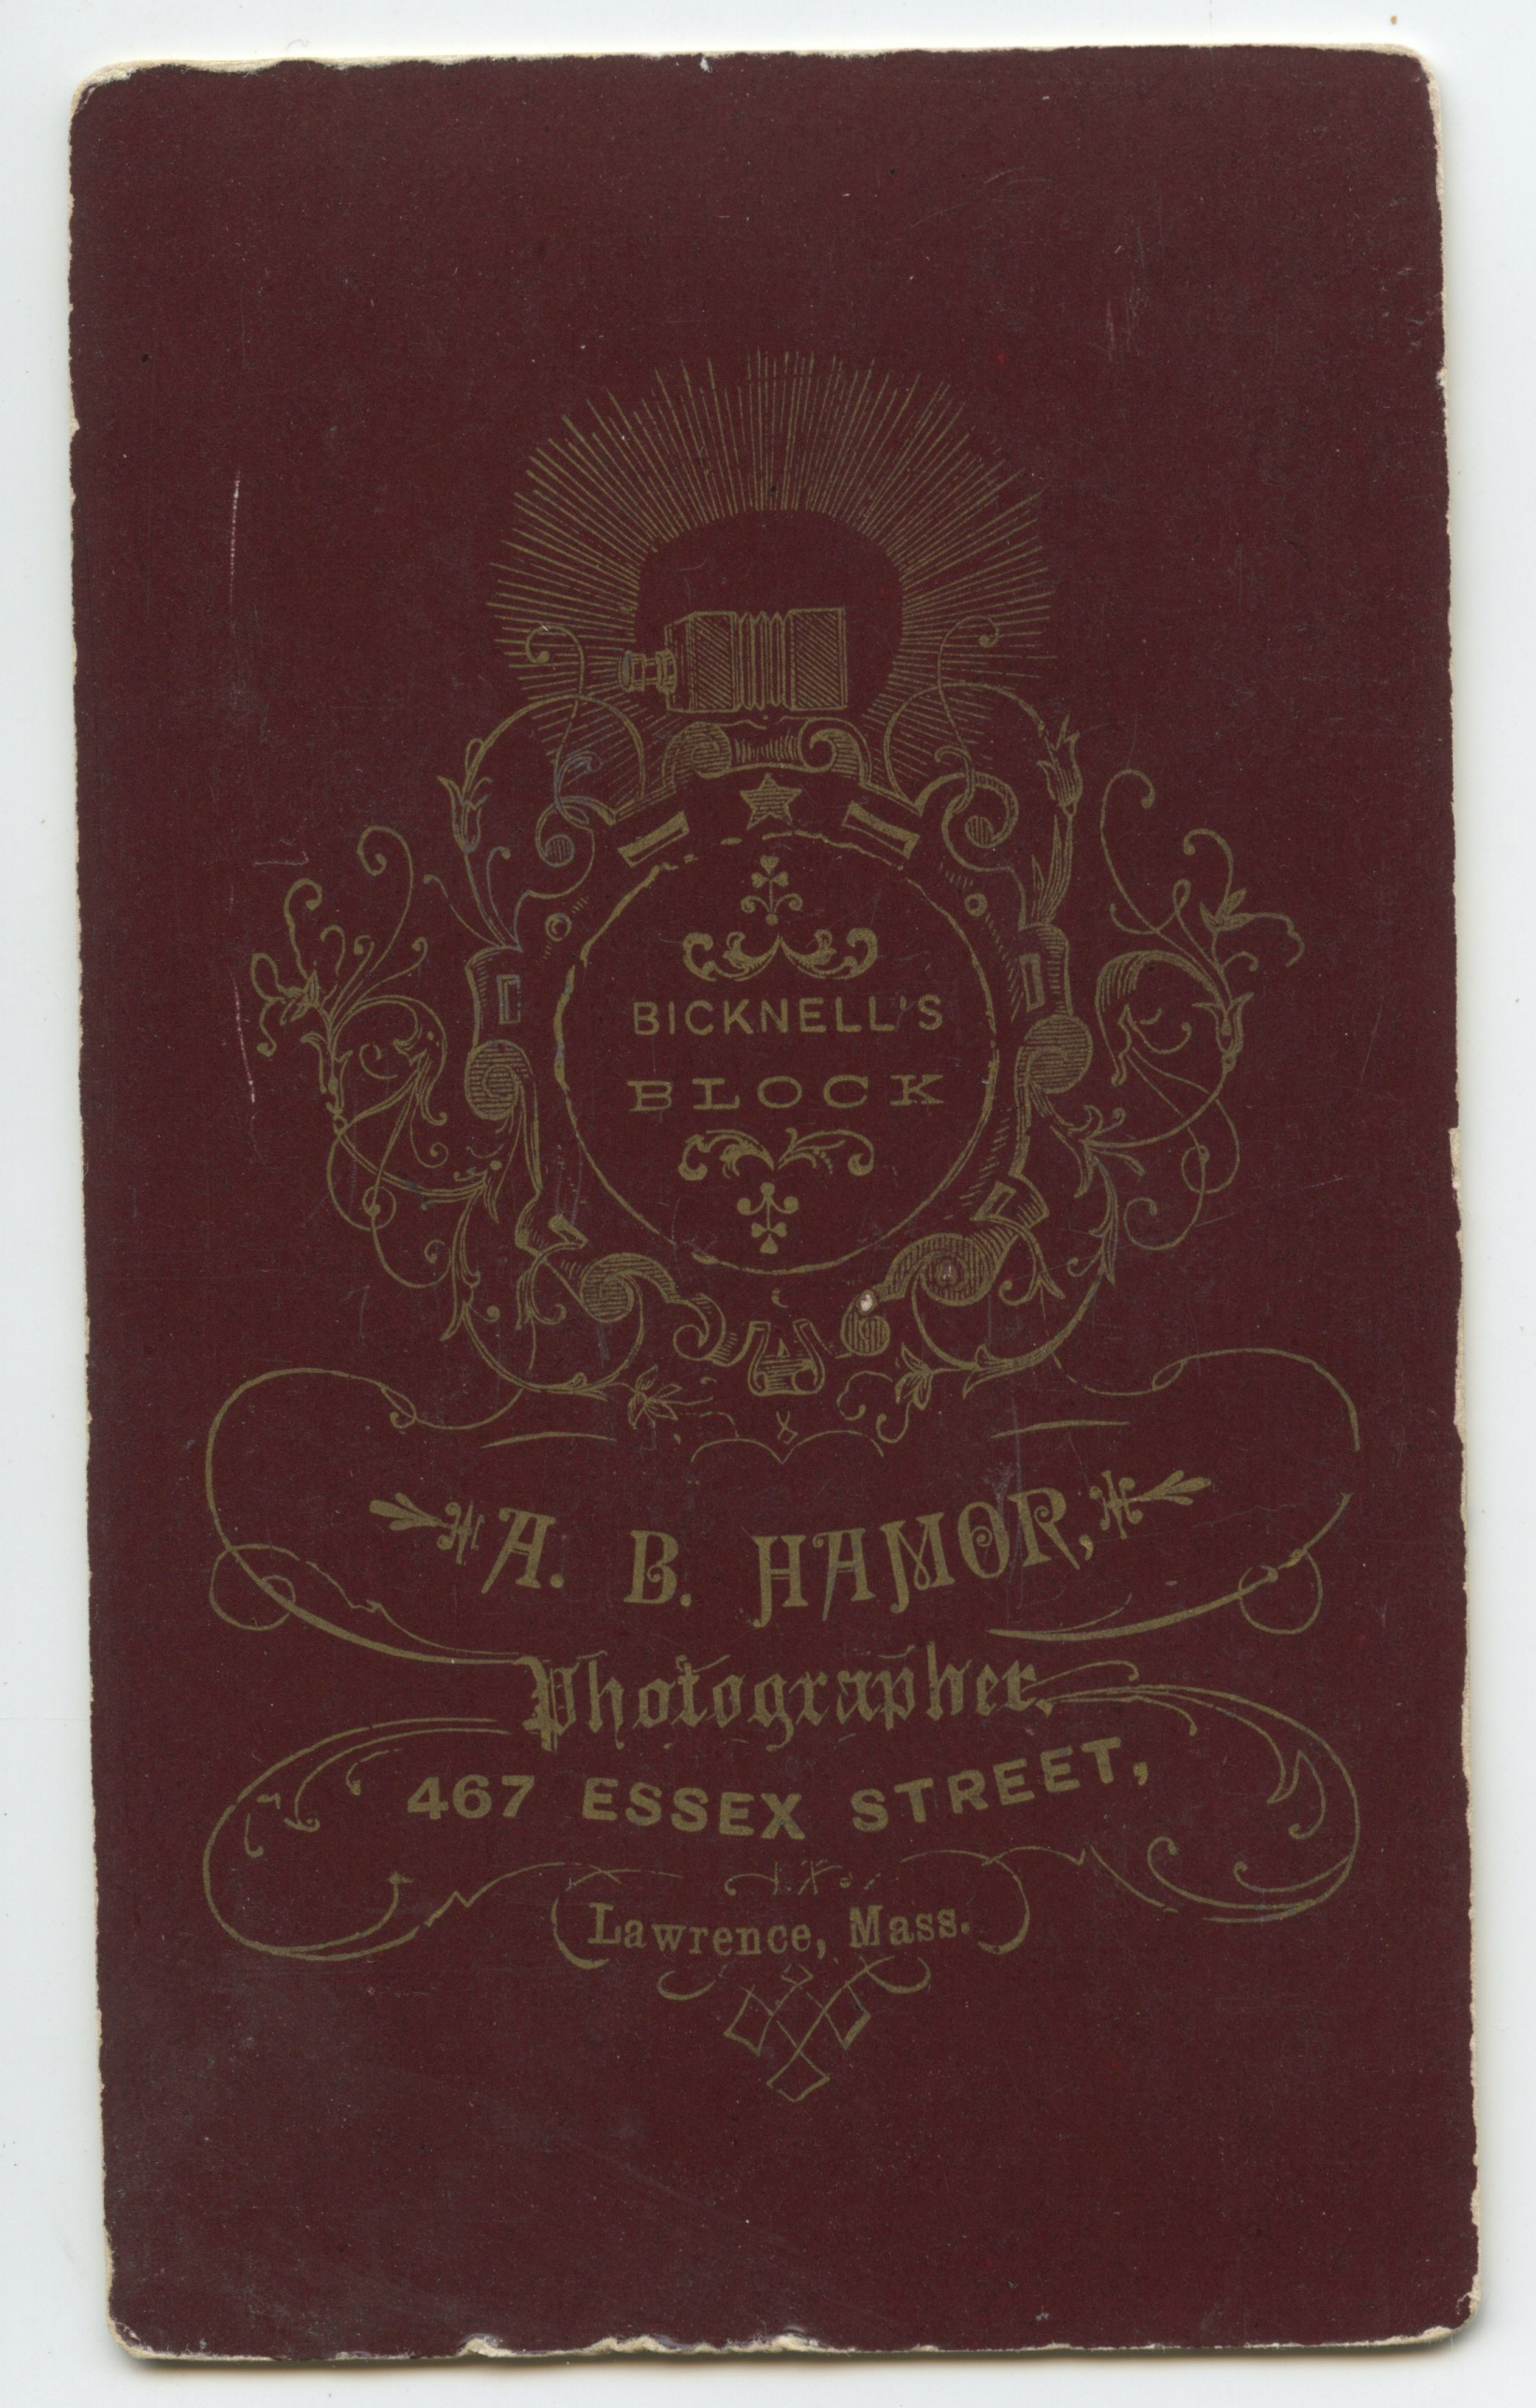 BICKNELL'S
BLOCK
A. B. HAMOR,
Photographer,
467 ESSEX STREET,
Lawrence, Mass.